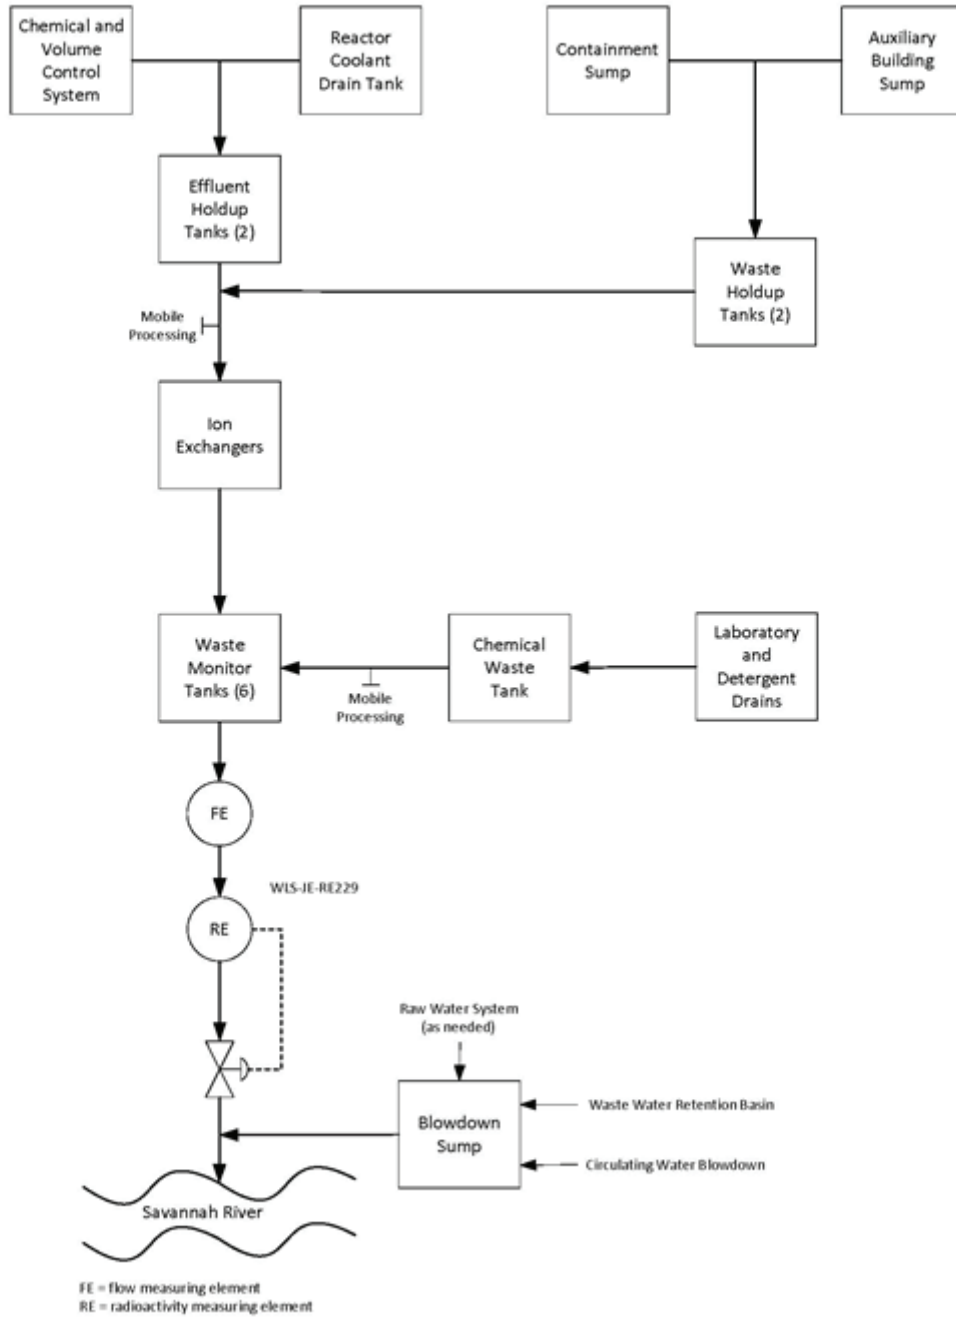 Chemical and
Volume
Control
System
Reactor
Coolant
Drain Tank
Containment
Sump
Auxiliary
Building
Sump
Effluent
Holdup
Tanks (2)
Waste
Holdup
Tanks (2)
Mobile
Processing
Ion
Exchangers
Waste
Monitor
Tanks (6)
Mobile
Processing
Chemical
Waste
Tank
Laboratory
and
Detergent
Drains
FE
WLS-JE-RE229
RE
Raw Water System
(as needed)
Blowdown
Sump
Waste Water Retention Basin
Circulating Water Blowdown
Savannah River
FE = flow measuring element
RE = radioactivity measuring element